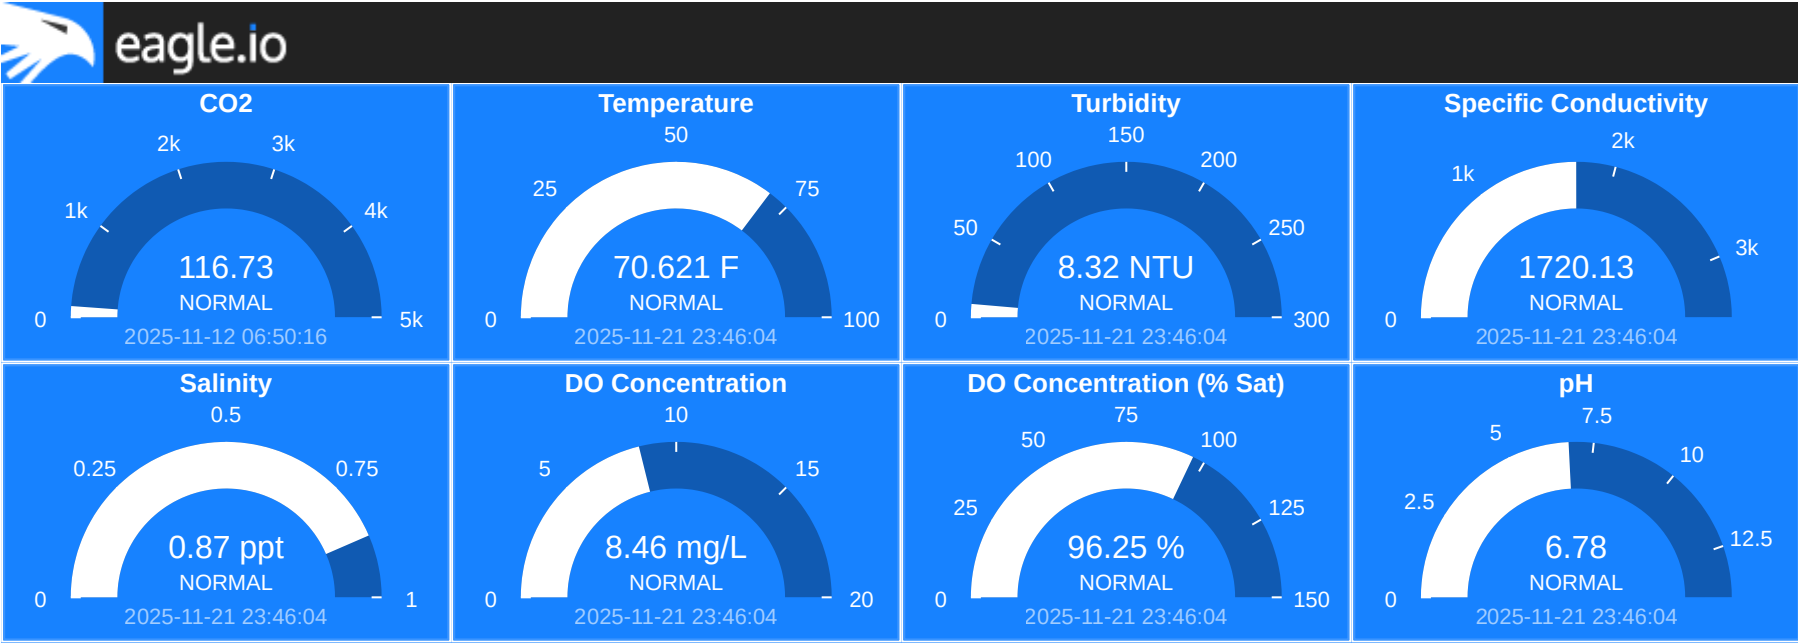 eagle.io
CO2
2k
3k
1k
4k
116.73
NORMAL
0
5k
2025-11-12 06:50:16
Temperature
50
25
75
70.621 F
NORMAL
0
100
2025-11-21 23:46:04
Turbidity
150
100
200
50
250
8.32 NTU
NORMAL
0
300
2025-11-21 23:46:04
Specific Conductivity
2k
1k
3k
1720.13
NORMAL
0
2025-11-21 23:46:04
Salinity
0.5
0.25
0.75
0.87 ppt
NORMAL
0
1
2025-11-21 23:46:04
DO Concentration
10
5
15
8.46 mg/L
NORMAL
0
20
2025-11-21 23:46:04
DO Concentration (% Sat)
75
50
100
25
125
96.25 %
NORMAL
0
150
2025-11-21 23:46:04
pH
7.5
5
10
2.5
12.5
6.78
NORMAL
0
2025-11-21 23:46:04